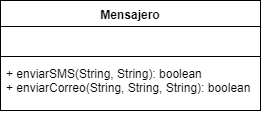 Mensajero
+ enviarSMS(String, String): boolean
+ enviarCorreo(String, String, String): boolean